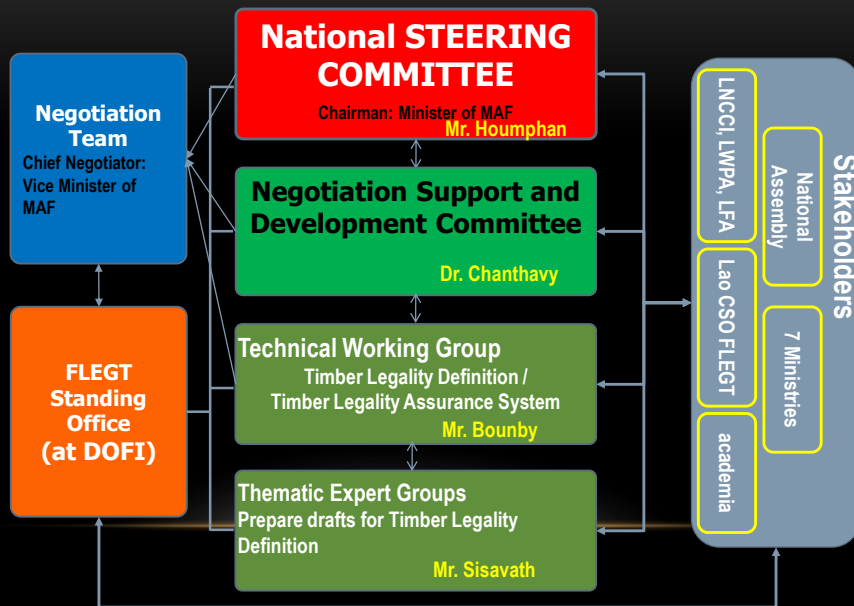 National STEERING
COMMITTEE
Chairman: Minister of MAF
Mr. Houmphan
Negotiation
Team
Chief Negotiator:
Vice Minister of
MAF
Negotiation Support and
Development Committee
Dr. Chanthavy
FLEGT
Standing
Office
(at DOFI)
Technical Working Group
Timber Legality Definition /
Timber Legality Assurance System
Mr. Bounby
Thematic Expert Groups
Prepare drafts for Timber Legality
Definition
Mr. Sisavath
Stakeholders
National
Assembly
7 Ministries
LNCCI, LWPA, LFA
Lao CSO FLEGT
academia